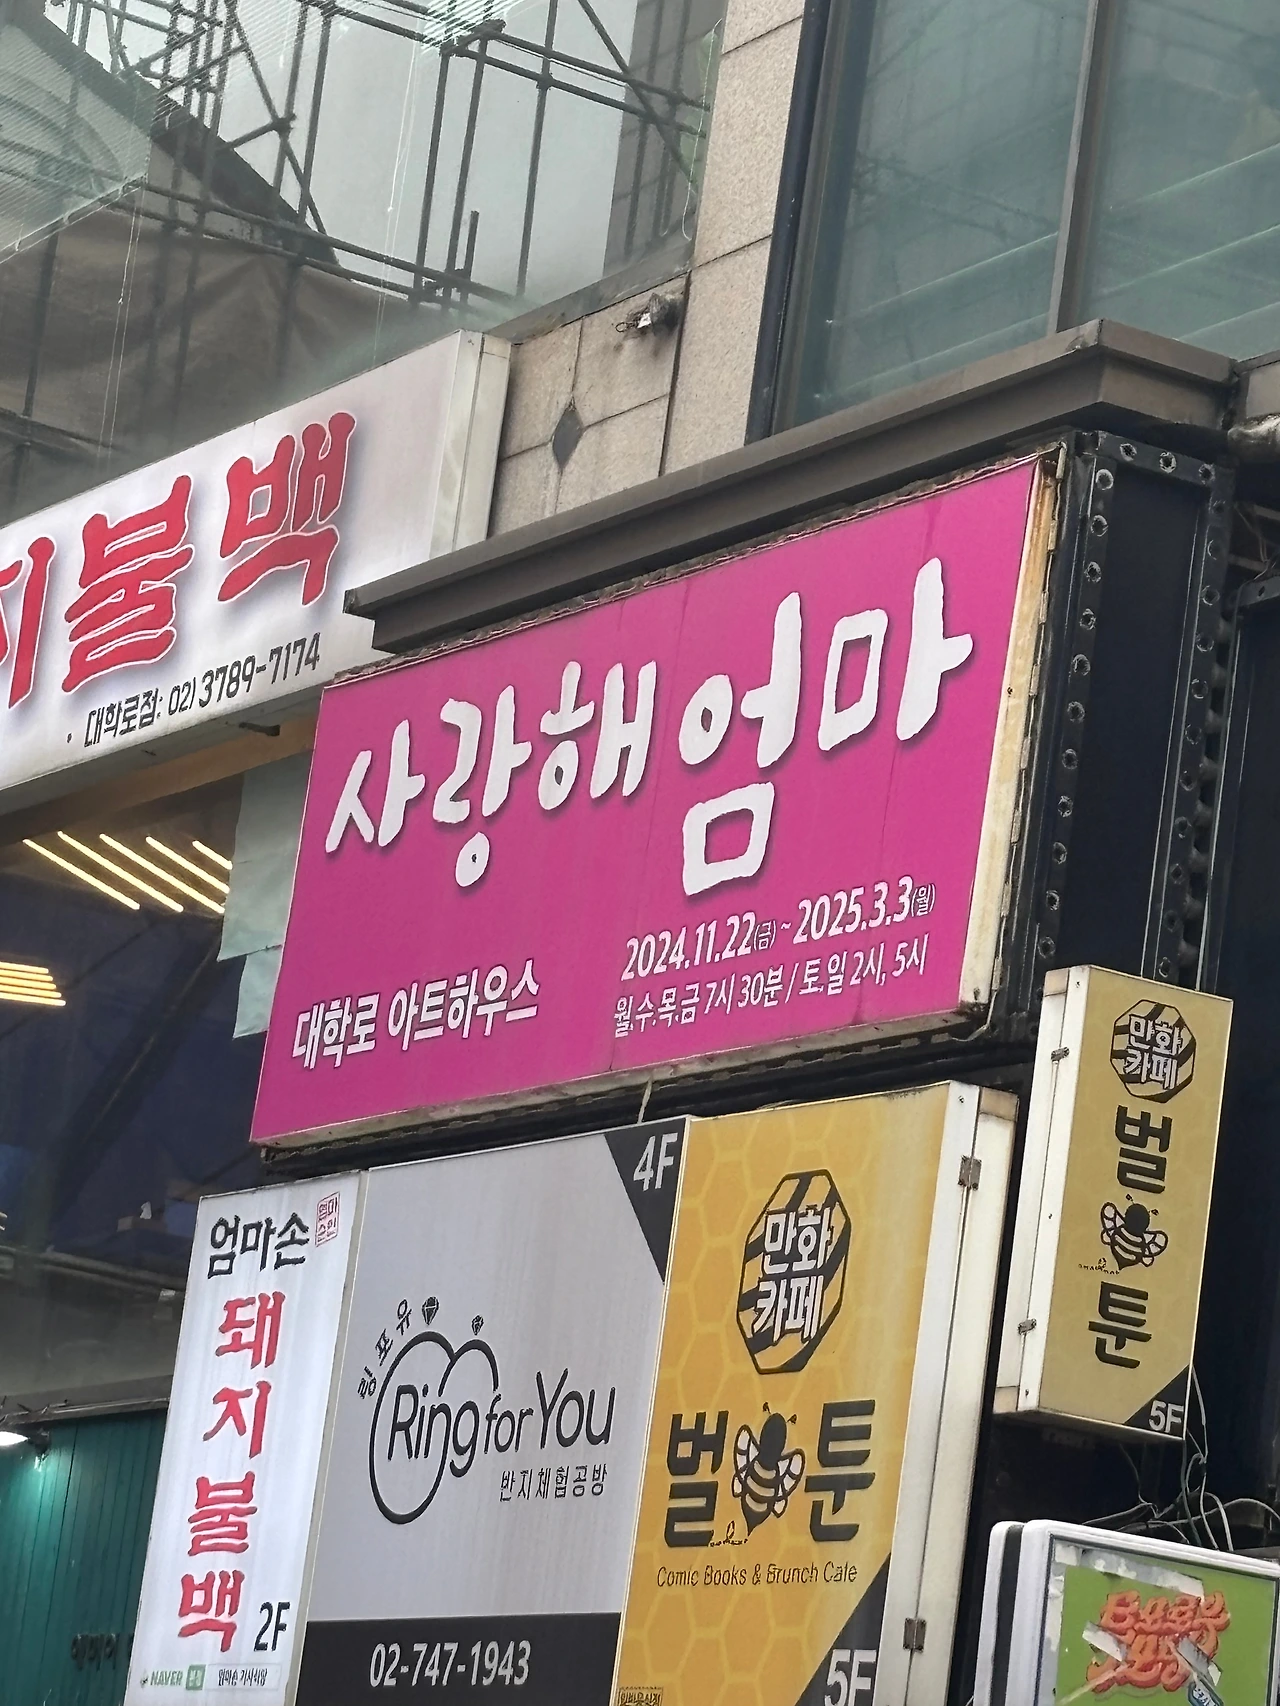 지불백
대학로점: 02) 3789-7174
사랑해 엄마
2024.11.22(금) ~ 2025.3.3(월)
월.수.목.금 7시 30분 / 토.일 2시, 5시
대학로 아트하우스
엄마손
돼지불백
2F
NAVER
4F
링포유
Ring for You
반지체험공방
02-747-1943
만화
카페
벌툰
Comic Books & Brunch Cafe
5F
만화
카페
벌
툰
5F